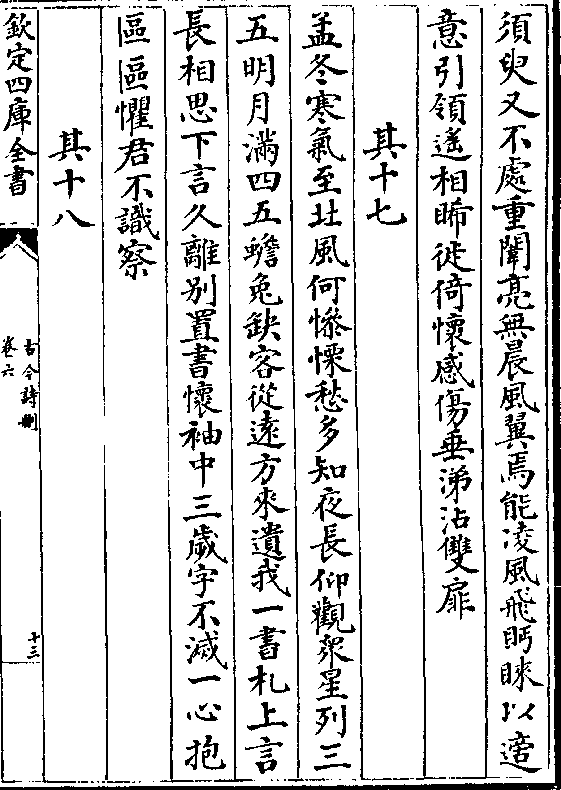 須臾又不處重闈亮無晨風翼焉能凌風飛眄睞以適
意引領遙相睎徙倚懷感傷垂涕沾雙扉
其十七
孟冬寒氣至北風何慘慄愁多知夜長仰觀衆星列三
五明月滿四五蟾兔缺客從遠方來遺我一書札上言
長相思下言久離别置書懷袖中三歲字不滅一心抱
區區懼君不識察
其十八
欽定四庫全書
古今詩刪
卷六
十三